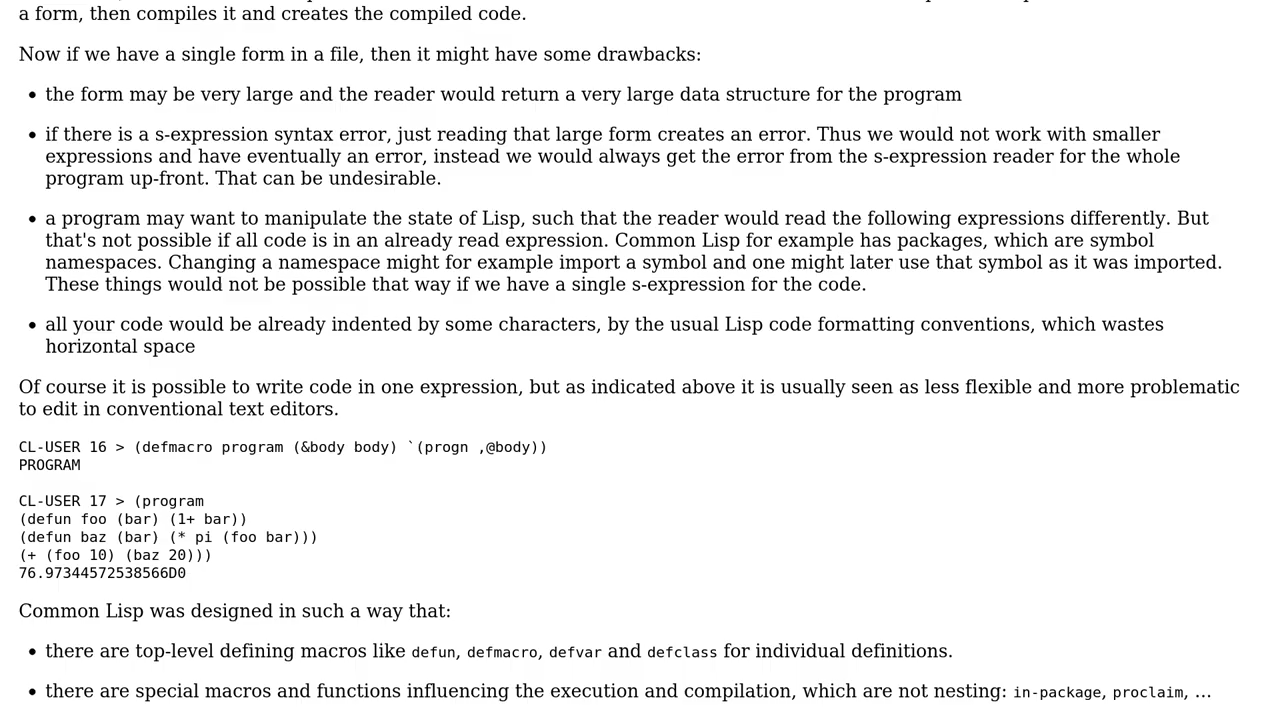 a form, then compiles it and creates the compiled code.
Now if we have a single form in a file, then it might have some drawbacks:
• the form may be very large and the reader would return a very large data structure for the program
• if there is a s-expression syntax error, just reading that large form creates an error. Thus we would not work with smaller
expressions and have eventually an error, instead we would always get the error from the s-expression reader for the whole
program up-front. That can be undesirable.
• a program may want to manipulate the state of Lisp, such that the reader would read the following expressions differently. But
that's not possible if all code is in an already read expression. Common Lisp for example has packages, which are symbol
namespaces. Changing a namespace might for example import a symbol and one might later use that symbol as it was imported.
These things would not be possible that way if we have a single s-expression for the code.
• all your code would be already indented by some characters, by the usual Lisp code formatting conventions, which wastes
horizontal space
Of course it is possible to write code in one expression, but as indicated above it is usually seen as less flexible and more problematic
to edit in conventional text editors.
CL-USER 16 > (defmacro program (&body body) `(progn ,@body))
PROGRAM
CL-USER 17 > (program
(defun foo (bar) (1+ bar))
(defun baz (bar) (* pi (foo bar)))
(+ (foo 10) (baz 20)))
76.97344572538566D0
Common Lisp was designed in such a way that:
• there are top-level defining macros like defun, defmacro, defvar and defclass for individual definitions.
• there are special macros and functions influencing the execution and compilation, which are not nesting: in-package, proclaim, ...